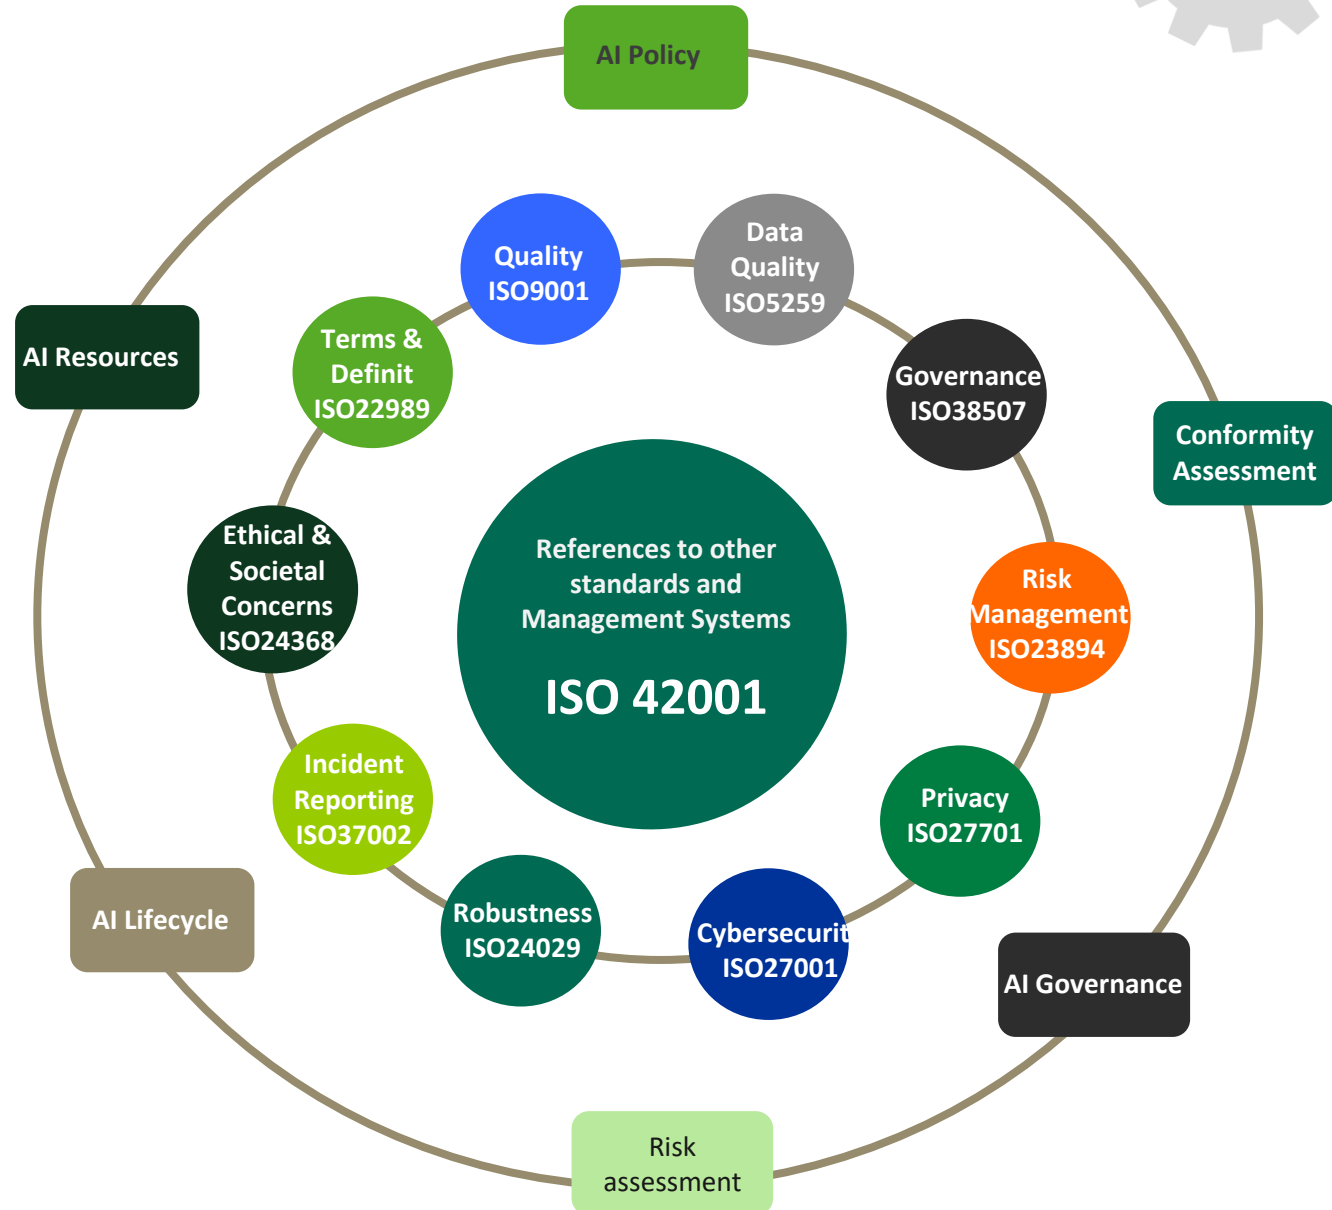 AI Policy
Quality
ISO9001
Data
Quality
ISO5259
Terms &
Definit
ISO22989
Governance
ISO38507
AI Resources
Conformity
Assessment
Ethical &
Societal
Concerns
ISO24368
References to other
standards and
Management Systems
ISO 42001
Risk
Management
ISO23894
Incident
Reporting
ISO37002
Privacy
ISO27701
AI Lifecycle
Robustness
ISO24029
Cybersecurit
ISO27001
AI Governance
Risk
assessment